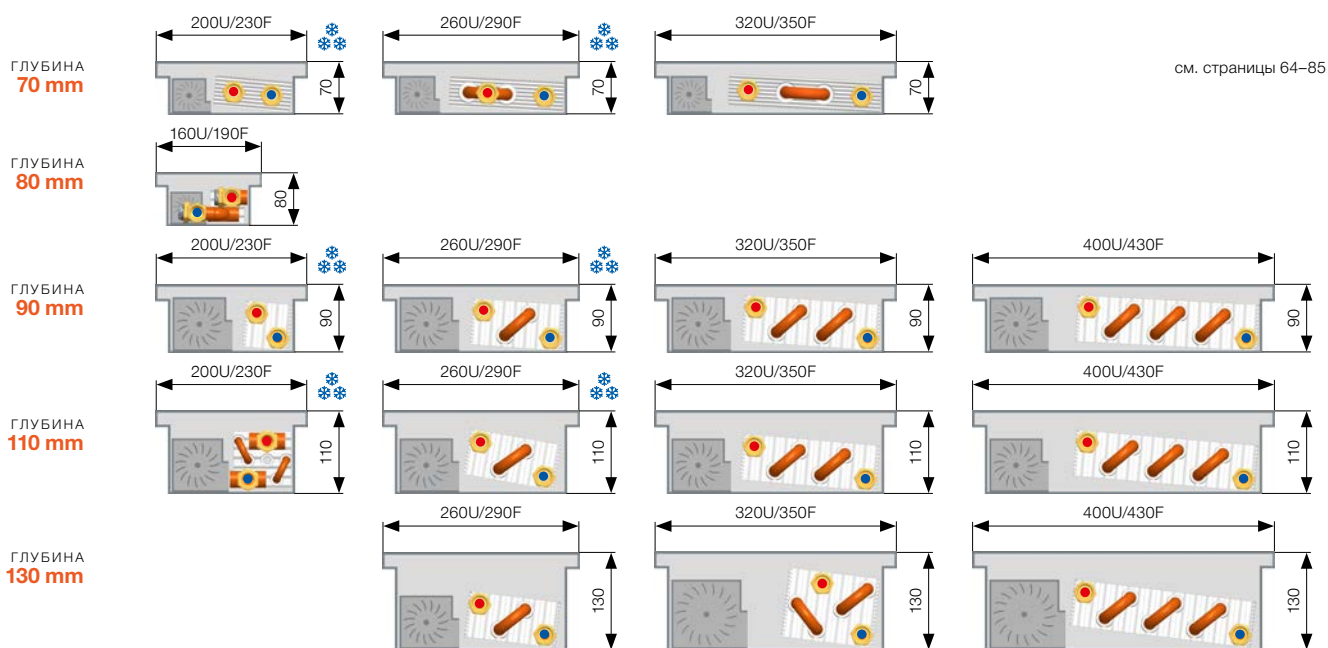 200U/230F 260U/290F 320U/350F
ГЛУБИНА
70 mm
70 70 70
см. страницы 64–85
160U/190F
ГЛУБИНА
80 mm
80
200U/230F 260U/290F 320U/350F 400U/430F
ГЛУБИНА
90 mm
90 90 90 90
200U/230F 260U/290F 320U/350F 400U/430F
ГЛУБИНА
110 mm
110 110 110 110
260U/290F 320U/350F 400U/430F
ГЛУБИНА
130 mm
130 130 130